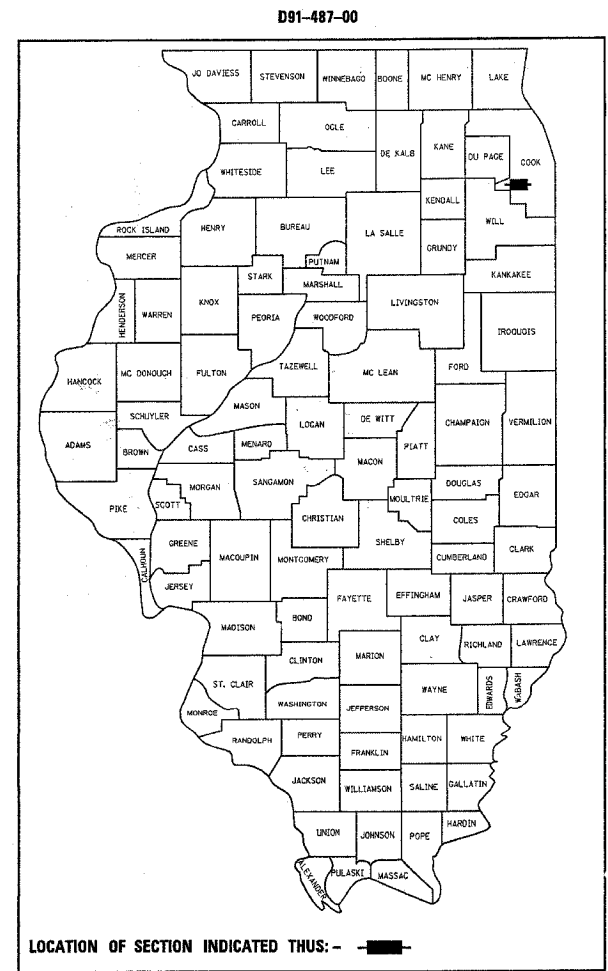 D91-487-00
JO DAVIESS STEVENSON WINNEBAGO BOONE MC HENRY LAKE
CARROLL OGLE DE KALB KANE DU PAGE COOK
WHITESIDE LEE KENDALL WILL
ROCK ISLAND HENRY BUREAU LA SALLE GRUNDY
MERCER PUTNAM KANKAKEE
STARK MARSHALL
HENDERSON WARREN KNOX PEORIA WOODFORD LIVINGSTON IROQUOIS
HANCOCK MC DONOUGH FULTON TAZEWELL MC LEAN FORD
SCHUYLER MASON LOGAN DE WITT CHAMPAIGN VERMILION
ADAMS BROWN CASS MENARD PIATT
MACON
PIKE SCOTT MORGAN SANGAMON MOULTRIE DOUGLAS EDGAR
CHRISTIAN COLES
CALHOUN GREENE MACOUPIN MONTGOMERY SHELBY CUMBERLAND CLARK
JERSEY FAYETTE EFFINGHAM JASPER CRAWFORD
MADISON BOND CLAY RICHLAND LAWRENCE
CLINTON MARION
ST. CLAIR WASHINGTON JEFFERSON WAYNE EDWARDS WABASH
MONROE RANDOLPH PERRY FRANKLIN HAMILTON WHITE
JACKSON WILLIAMSON SALINE GALLATIN
UNION JOHNSON POPE HARDIN
ALEXANDER PULASKI MASSAC
LOCATION OF SECTION INDICATED THUS: -